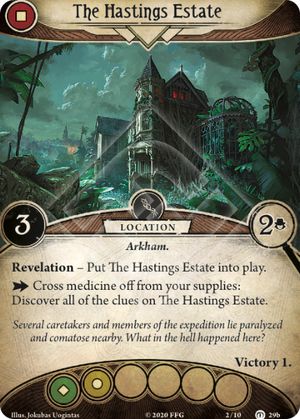 The Hastings Estate
3
2
LOCATION
Arkham.
Revelation – Put The Hastings Estate into play.
Cross medicine off from your supplies:
Discover all of the clues on The Hastings Estate.
Several caretakers and members of the expedition lie paralyzed
and comatose nearby. What in the hell happened here?
Victory 1.
Illus. Jokubas Uogintas
© 2020 FFG
2/10
29b